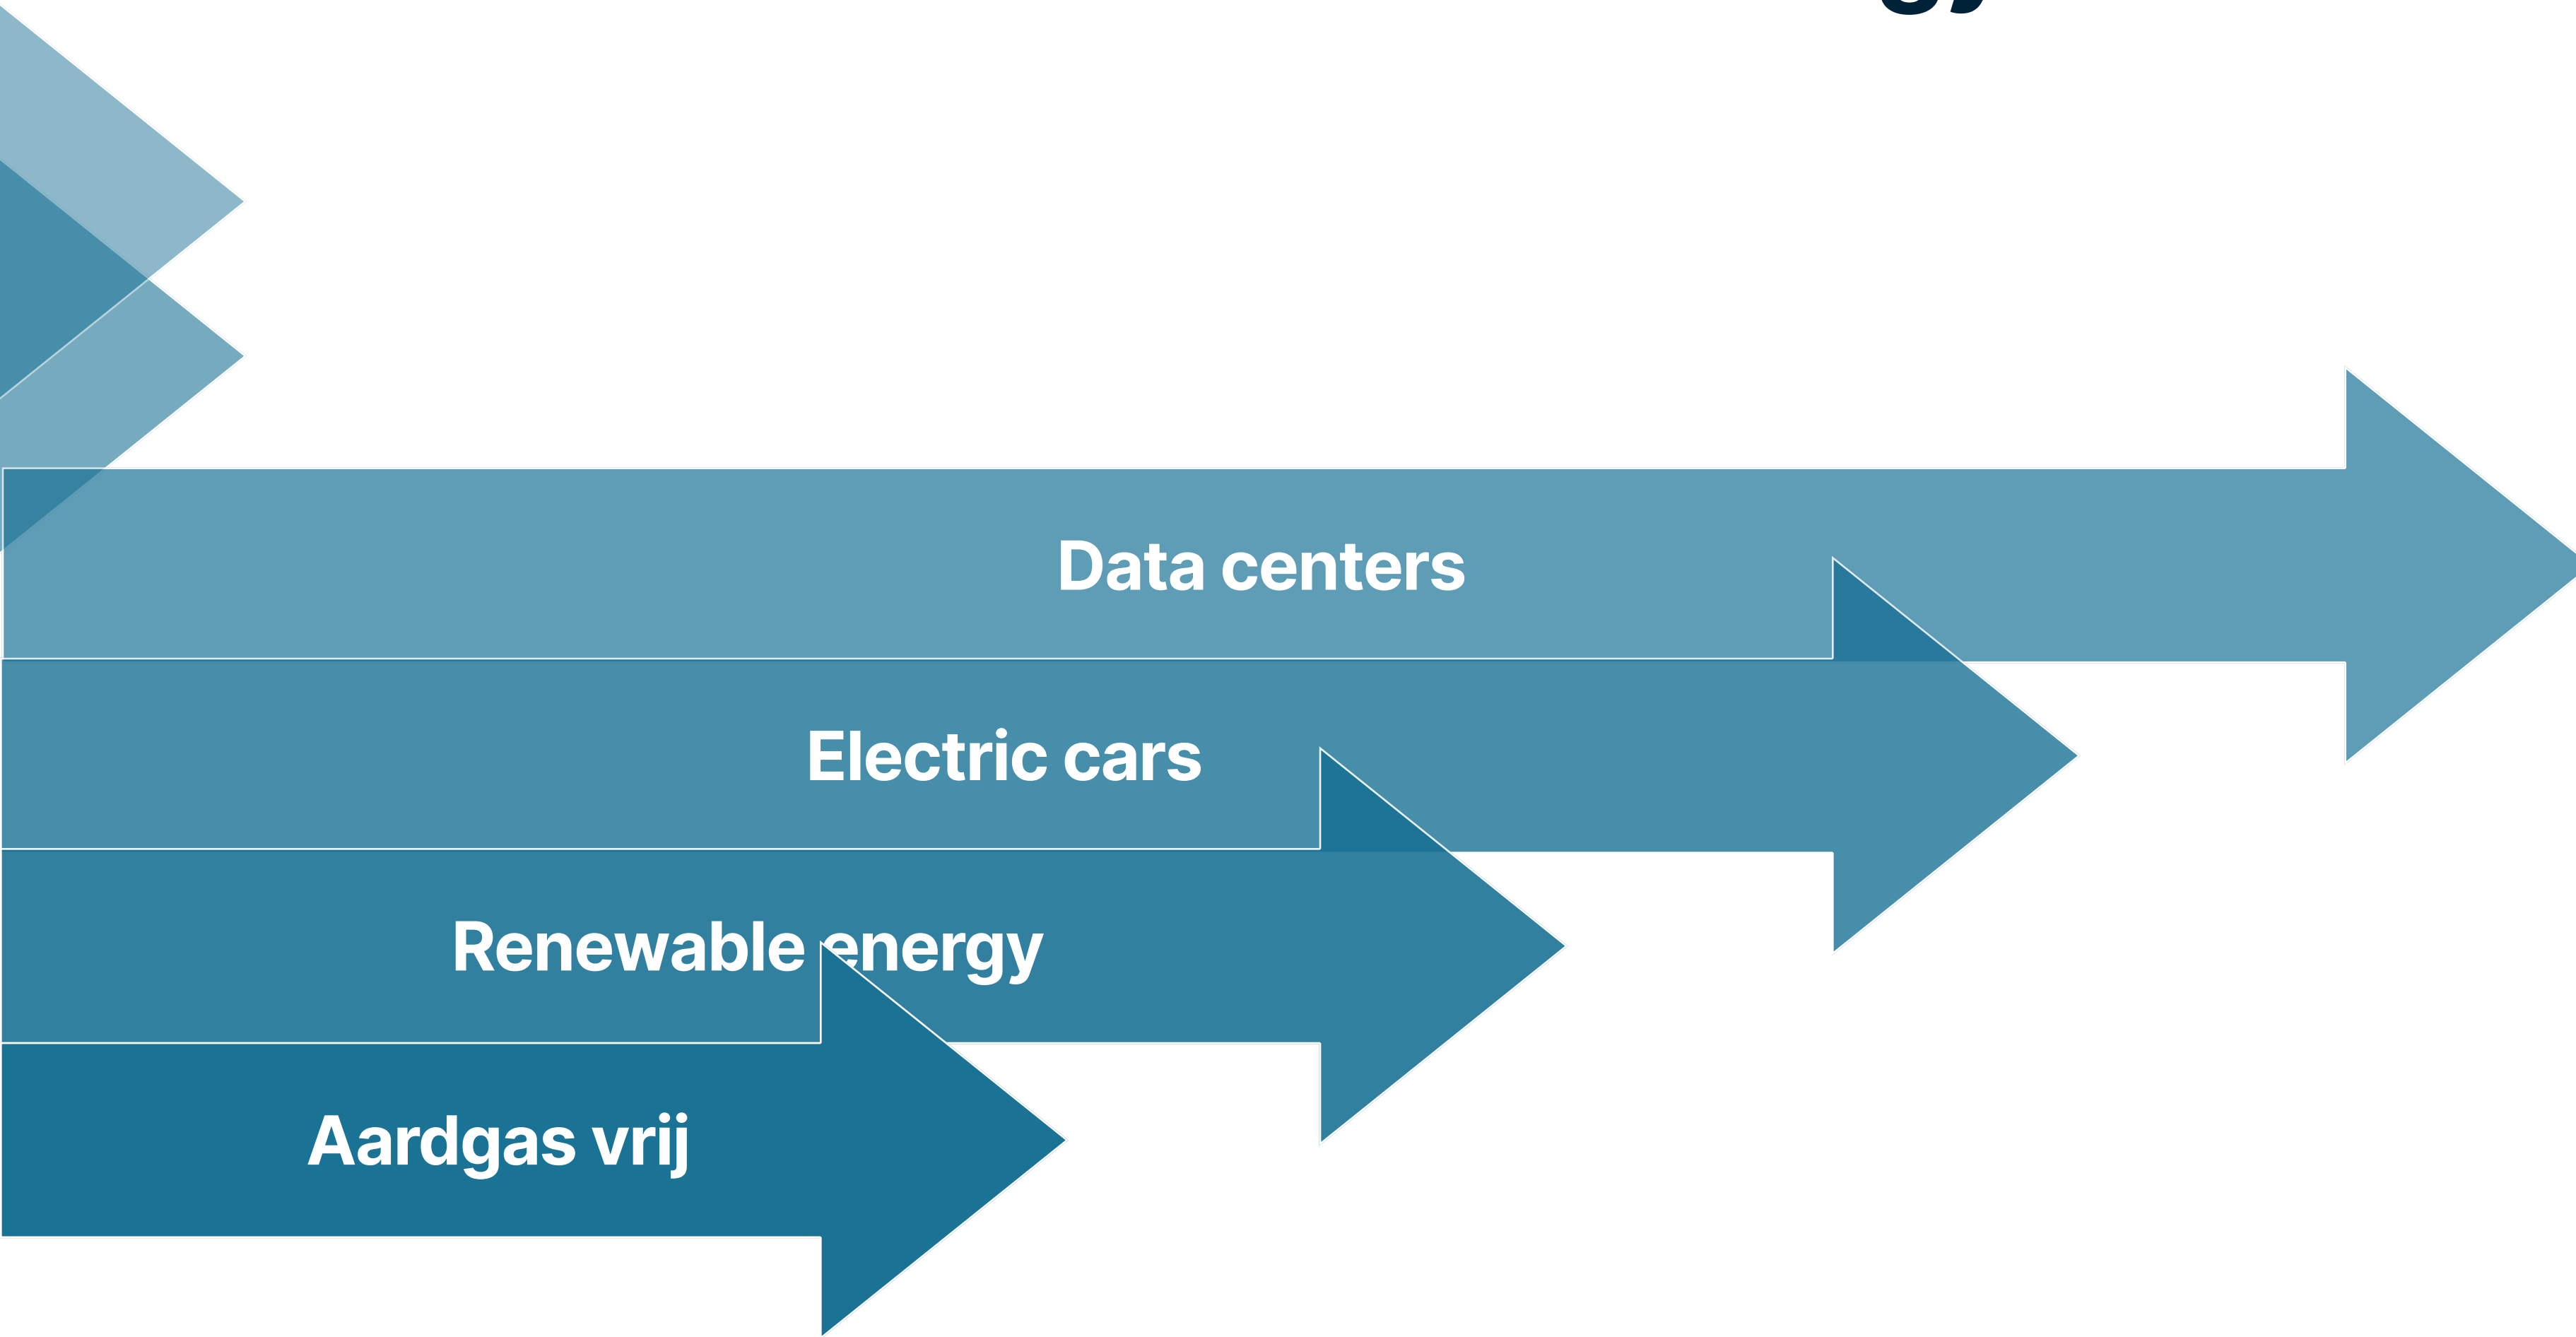 Data centers
Electric cars
Renewable energy
Aardgas vrij